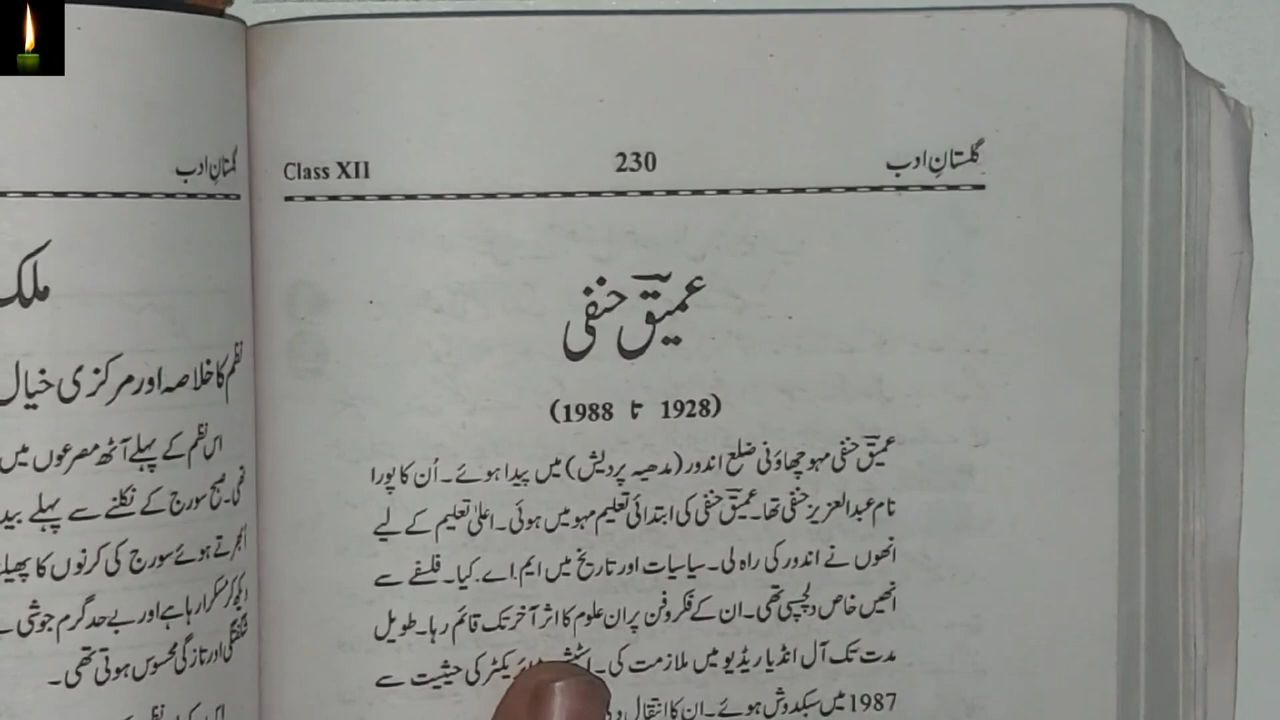 Class XII 230 گلستانِ ادب
عمیق حنفی
(1928 تا 1988)
عمیق حنفی مہو چھاؤنی ضلع اندور (مدھیہ پردیش) میں پیدا ہوئے۔ اُن کا پورا
نام عبدالعزیز حنفی تھا۔ عمیق حنفی کی ابتدائی تعلیم مہو میں ہوئی۔ اعلیٰ تعلیم کے لیے
انھوں نے اندور کی راہ لی۔ سیاسیات اور تاریخ میں ایم.اے.کیا۔ فلسفے سے
انھیں خاص دلچسپی تھی۔ ان کے فکر و فن پر ان علوم کا اثر آخر تک قائم رہا۔ طویل
مدت تک آل انڈیا ریڈیو میں ملازمت کی۔ کی حیثیت سے
1987 میں سبکدوش ہوئے۔ ان کا انتقال
گلستانِ ادب
ملک
نظم کا خلاصہ اور مرکزی خیال
اس نظم کے پہلے آٹھ مصرعوں میں
صبح سورج کے نکلنے سے پہلے
ابھرتے ہوئے سورج کی کرنوں کا
مسکرا رہا ہے اور بے حد گرم جوشی
شگفتگی اور تازگی محسوس ہوتی تھی۔